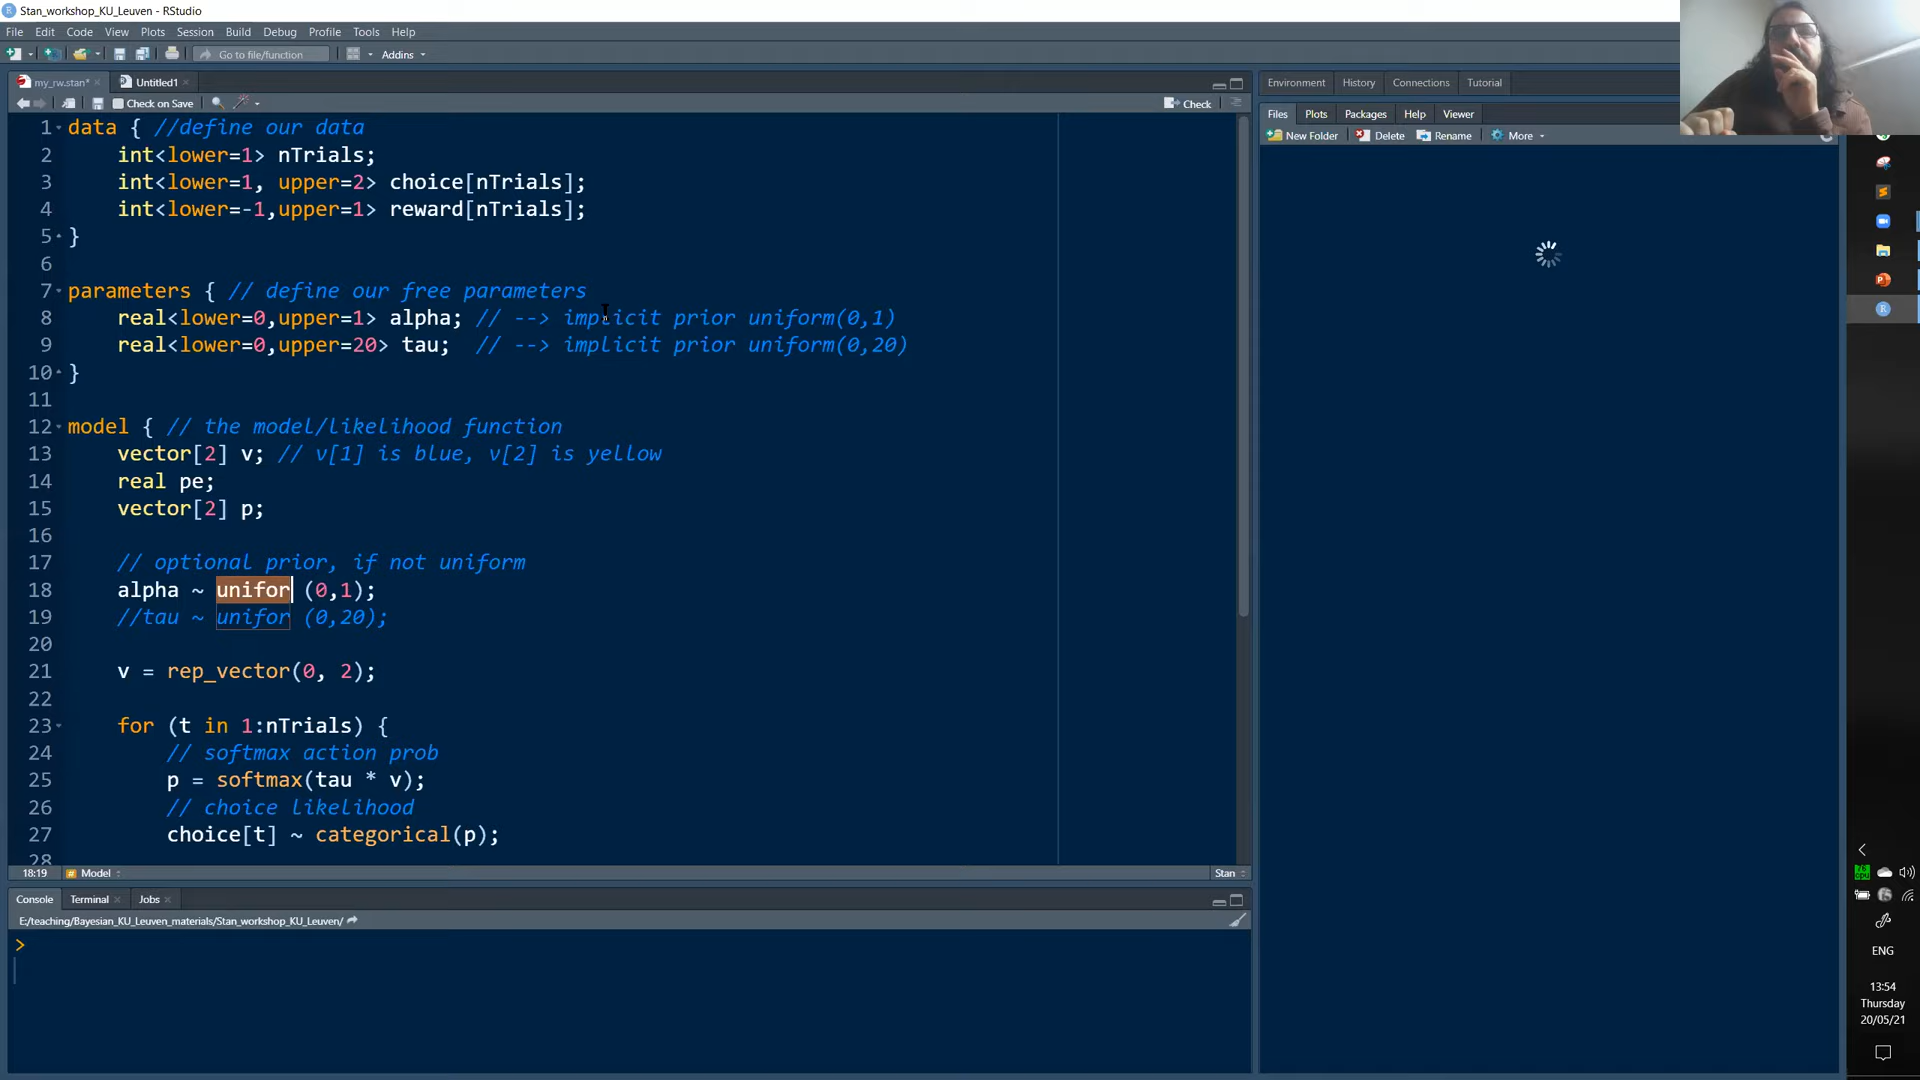 Stan_workshop_KU_Leuven - RStudio
File Edit Code View Plots Session Build Debug Profile Tools Help
Go to file/function Addins
my_rw.stan* Untitled1
Check on Save Check
1 data { //define our data
2 int<lower=1> nTrials;
3 int<lower=1, upper=2> choice[nTrials];
4 int<lower=-1,upper=1> reward[nTrials];
5 }
6
7 parameters { // define our free parameters
8 real<lower=0,upper=1> alpha; // --> implicit prior uniform(0,1)
9 real<lower=0,upper=20> tau; // --> implicit prior uniform(0,20)
10 }
11
12 model { // the model/likelihood function
13 vector[2] v; // v[1] is blue, v[2] is yellow
14 real pe;
15 vector[2] p;
16
17 // optional prior, if not uniform
18 alpha ~ unifor (0,1);
19 //tau ~ unifor (0,20);
20
21 v = rep_vector(0, 2);
22
23 for (t in 1:nTrials) {
24 // softmax action prob
25 p = softmax(tau * v);
26 // choice likelihood
27 choice[t] ~ categorical(p);
28
18:19 # Model Stan
Console Terminal Jobs
E:/teaching/Bayesian_KU_Leuven_materials/Stan_workshop_KU_Leuven/
>
Environment History Connections Tutorial
Files Plots Packages Help Viewer
New Folder Delete Rename More
ENG
13:54
Thursday
20/05/21